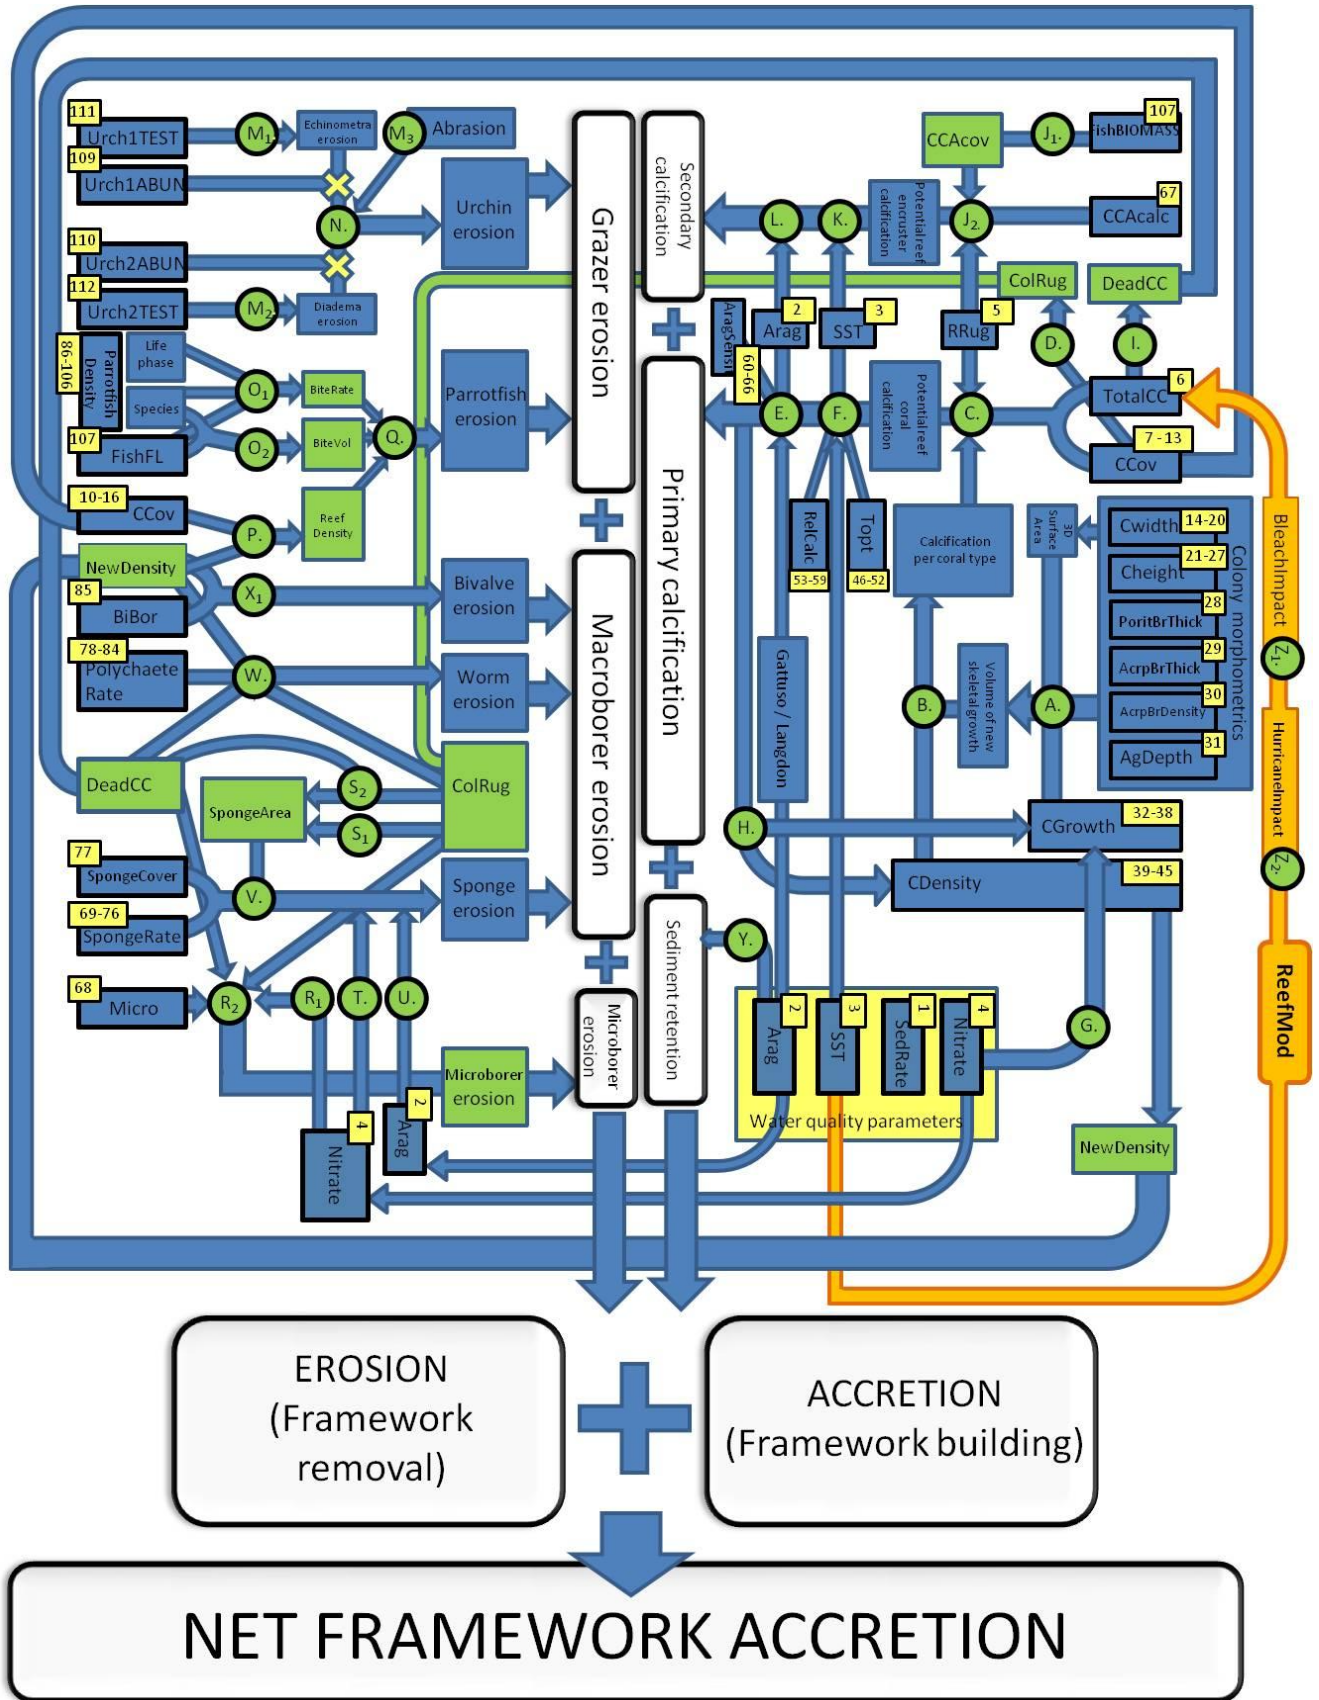 111
Urch1TEST
M₁.
Echinometra
erosion
M₃
Abrasion
109
Urch1ABUN
N.
Urchin
erosion
110
Urch2ABUN
112
Urch2TEST
M₂
Diadema
erosion
86-106
Parrotfish
Density
Life
phase
Species
107
FishFL
O₁
O₂
BiteRate
BiteVol
Q.
Parrotfish
erosion
10-16
CCov
P.
Reef
Density
NewDensity
85
BiBor
X₁
Bivalve
erosion
78-84
Polychaete
Rate
W.
Worm
erosion
DeadCC
S₂
S₁
SpongeArea
ColRug
77
SpongeCover
69-76
SpongeRate
V.
Sponge
erosion
68
Micro
R₂
R₁
T.
U.
Microborer
erosion
4
Nitrate
2
Arag
Grazer erosion
Macroborer erosion
Microborer
erosion
Secondary
calcification
Primary calcification
Sediment retention
CCAcov
J₁.
107
FishBIOMASS
67
CCAcalc
L.
K.
Potential reef
encruster
calcification
J₂.
ColRug
DeadCC
AragSensi
60-66
2
Arag
3
SST
5
RRug
D.
I.
E.
F.
Potential reef
coral
calcification
C.
6
TotalCC
7 - 13
CCov
RelCalc
53-59
Topt
46-52
Calcification
per coral type
3D
Surface
Area
Colony morphometrics
Cwidth
14-20
Cheight
21-27
PoritBrThick
28
AcrpBrThick
29
AcrpBrDensity
30
AgDepth
31
Gattuso / Langdon
B.
Volume of new
skeletal growth
A.
H.
CGrowth
32-38
CDensity
39-45
Y.
2
Arag
3
SST
1
SedRate
4
Nitrate
Water quality parameters
G.
NewDensity
BleachImpact
Z₁.
HurricaneImpact
Z₂.
ReefMod
EROSION
(Framework
removal)
ACCRETION
(Framework building)
NET FRAMEWORK ACCRETION